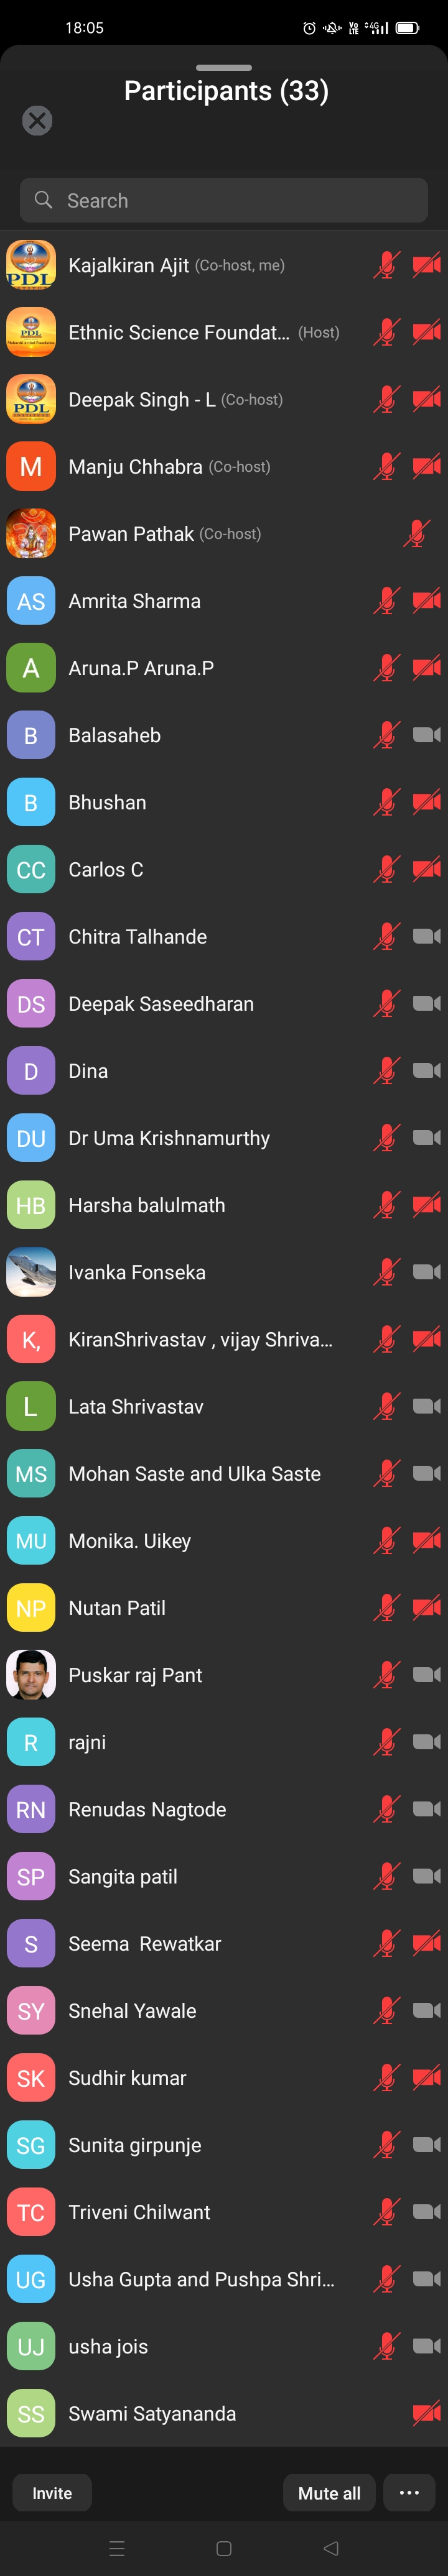 18:05
VO LTE 4G
Participants (33)
Search
PDL Kajalkiran Ajit (Co-host, me)
PDL Ethnic Science Foundat... (Host)
PDL Deepak Singh - L (Co-host)
M Manju Chhabra (Co-host)
Pawan Pathak (Co-host)
AS Amrita Sharma
A Aruna.P Aruna.P
B Balasaheb
B Bhushan
CC Carlos C
CT Chitra Talhande
DS Deepak Saseedharan
D Dina
DU Dr Uma Krishnamurthy
HB Harsha balulmath
Ivanka Fonseka
K, KiranShrivastav , vijay Shriva...
L Lata Shrivastav
MS Mohan Saste and Ulka Saste
MU Monika. Uikey
NP Nutan Patil
Puskar raj Pant
R rajni
RN Renudas Nagtode
SP Sangita patil
S Seema  Rewatkar
SY Snehal Yawale
SK Sudhir kumar
SG Sunita girpunje
TC Triveni Chilwant
UG Usha Gupta and Pushpa Shri...
UJ usha jois
SS Swami Satyananda
Invite Mute all ...